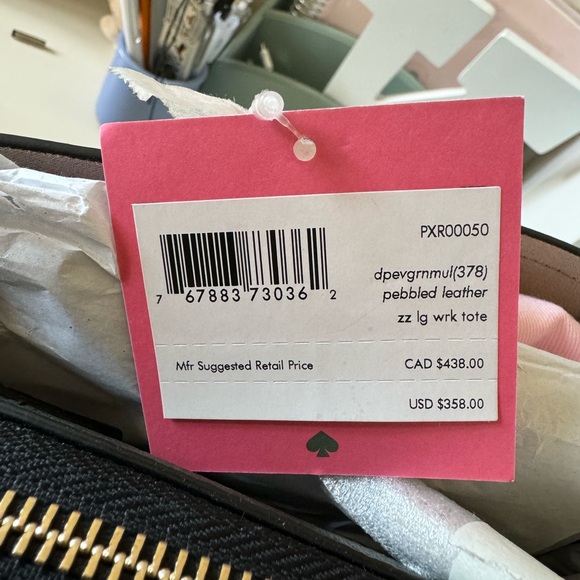 PXR00050
7 67883 73036 2
dpevgrnmul(378)
pebbled leather
zz lg wrk tote
Mfr Suggested Retail Price CAD $438.00
USD $358.00